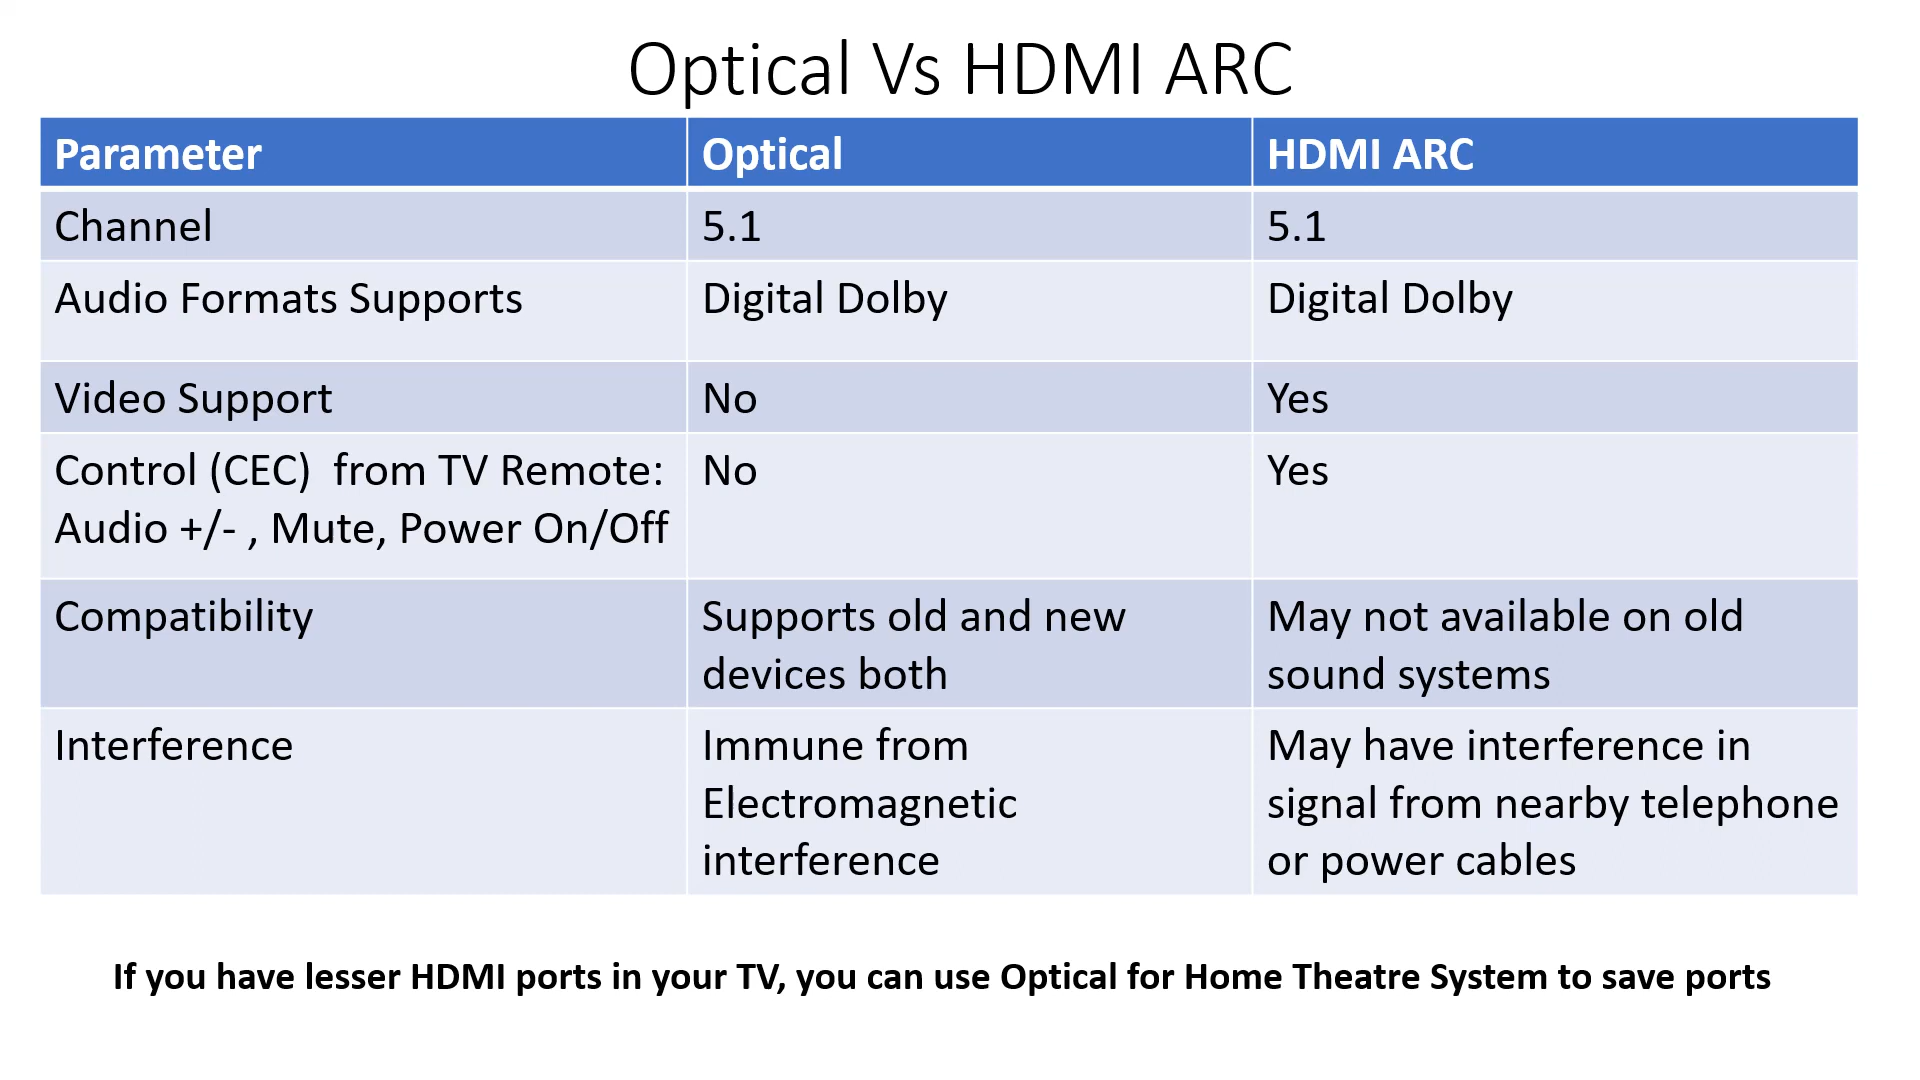 Optical Vs HDMI ARC
Parameter
Optical
HDMI ARC
Channel
5.1
5.1
Audio Formats Supports
Digital Dolby
Digital Dolby
Video Support
No
Yes
Control (CEC)  from TV Remote:
Audio +/- , Mute, Power On/Off
No
Yes
Compatibility
Supports old and new
devices both
May not available on old
sound systems
Interference
Immune from
Electromagnetic
interference
May have interference in
signal from nearby telephone
or power cables
If you have lesser HDMI ports in your TV, you can use Optical for Home Theatre System to save ports